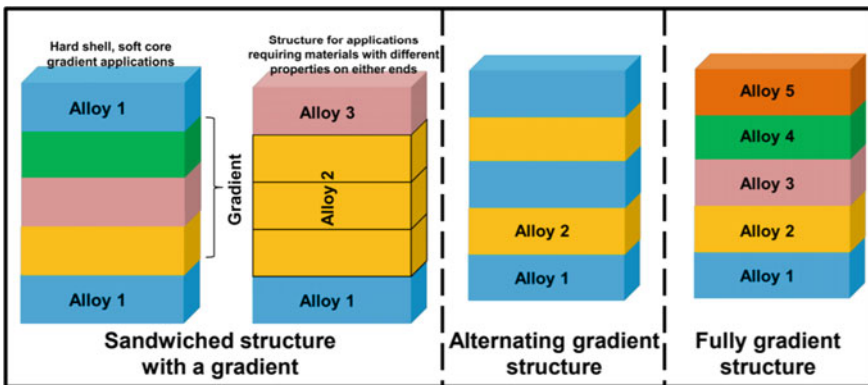 Hard shell, soft core
gradient applications
Alloy 1
Gradient
Alloy 1
Structure for applications
requiring materials with different
properties on either ends
Alloy 3
Alloy 2
Alloy 1
Sandwiched structure
with a gradient
Alloy 2
Alloy 1
Alternating gradient
structure
Alloy 5
Alloy 4
Alloy 3
Alloy 2
Alloy 1
Fully gradient
structure